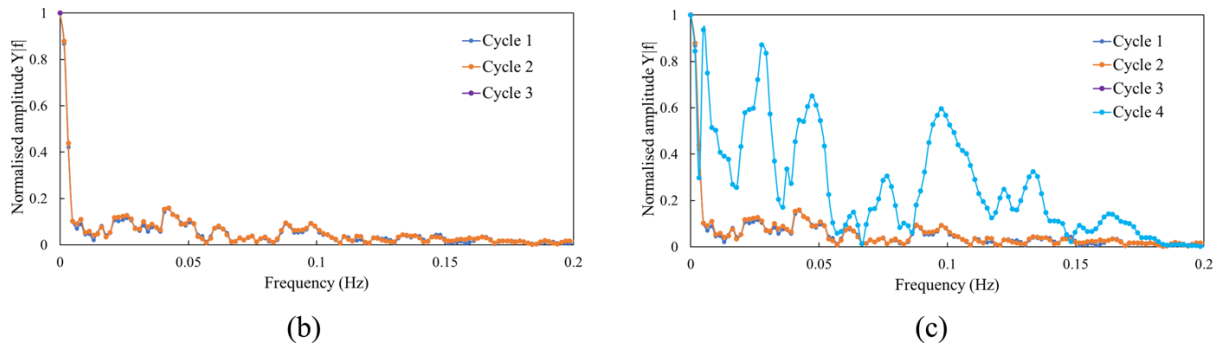 Normalised amplitude Y|f|
1
0.8
0.6
0.4
0.2
0
0
0.05
0.1
0.15
0.2
Frequency (Hz)
Cycle 1
Cycle 2
Cycle 3
(b)
Normalised amplitude Y|f|
1
0.8
0.6
0.4
0.2
0
0
0.05
0.1
0.15
0.2
Frequency (Hz)
Cycle 1
Cycle 2
Cycle 3
Cycle 4
(c)